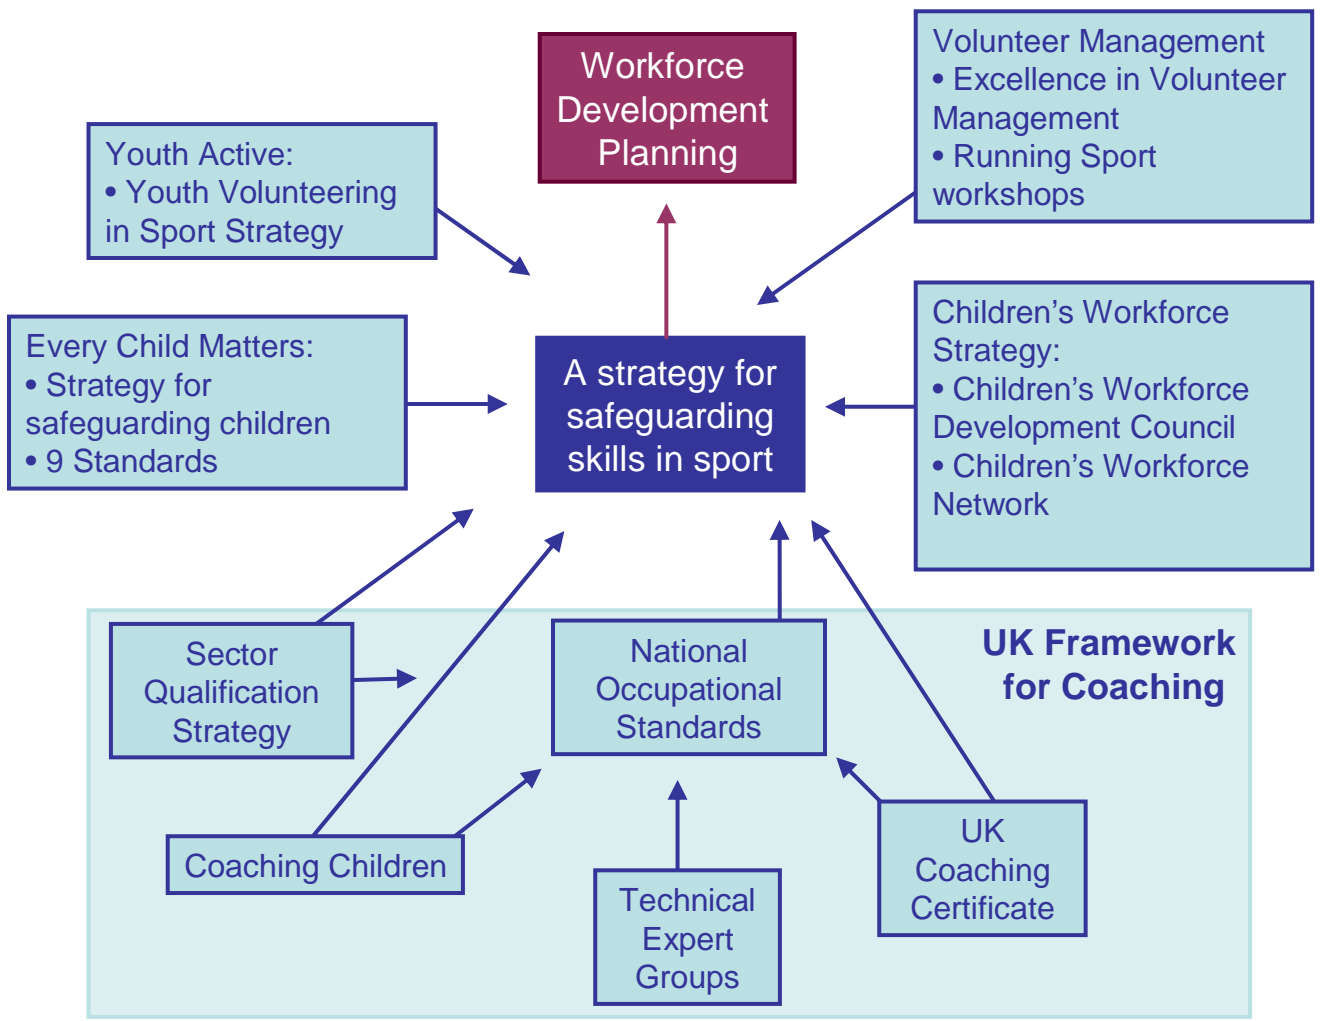 Workforce
Development
Planning
Volunteer Management
• Excellence in Volunteer
Management
• Running Sport
workshops
Youth Active:
• Youth Volunteering
in Sport Strategy
Every Child Matters:
• Strategy for
safeguarding children
• 9 Standards
A strategy for
safeguarding
skills in sport
Children’s Workforce
Strategy:
• Children’s Workforce
Development Council
• Children’s Workforce
Network
UK Framework
for Coaching
Sector
Qualification
Strategy
National
Occupational
Standards
Coaching Children
Technical
Expert
Groups
UK
Coaching
Certificate